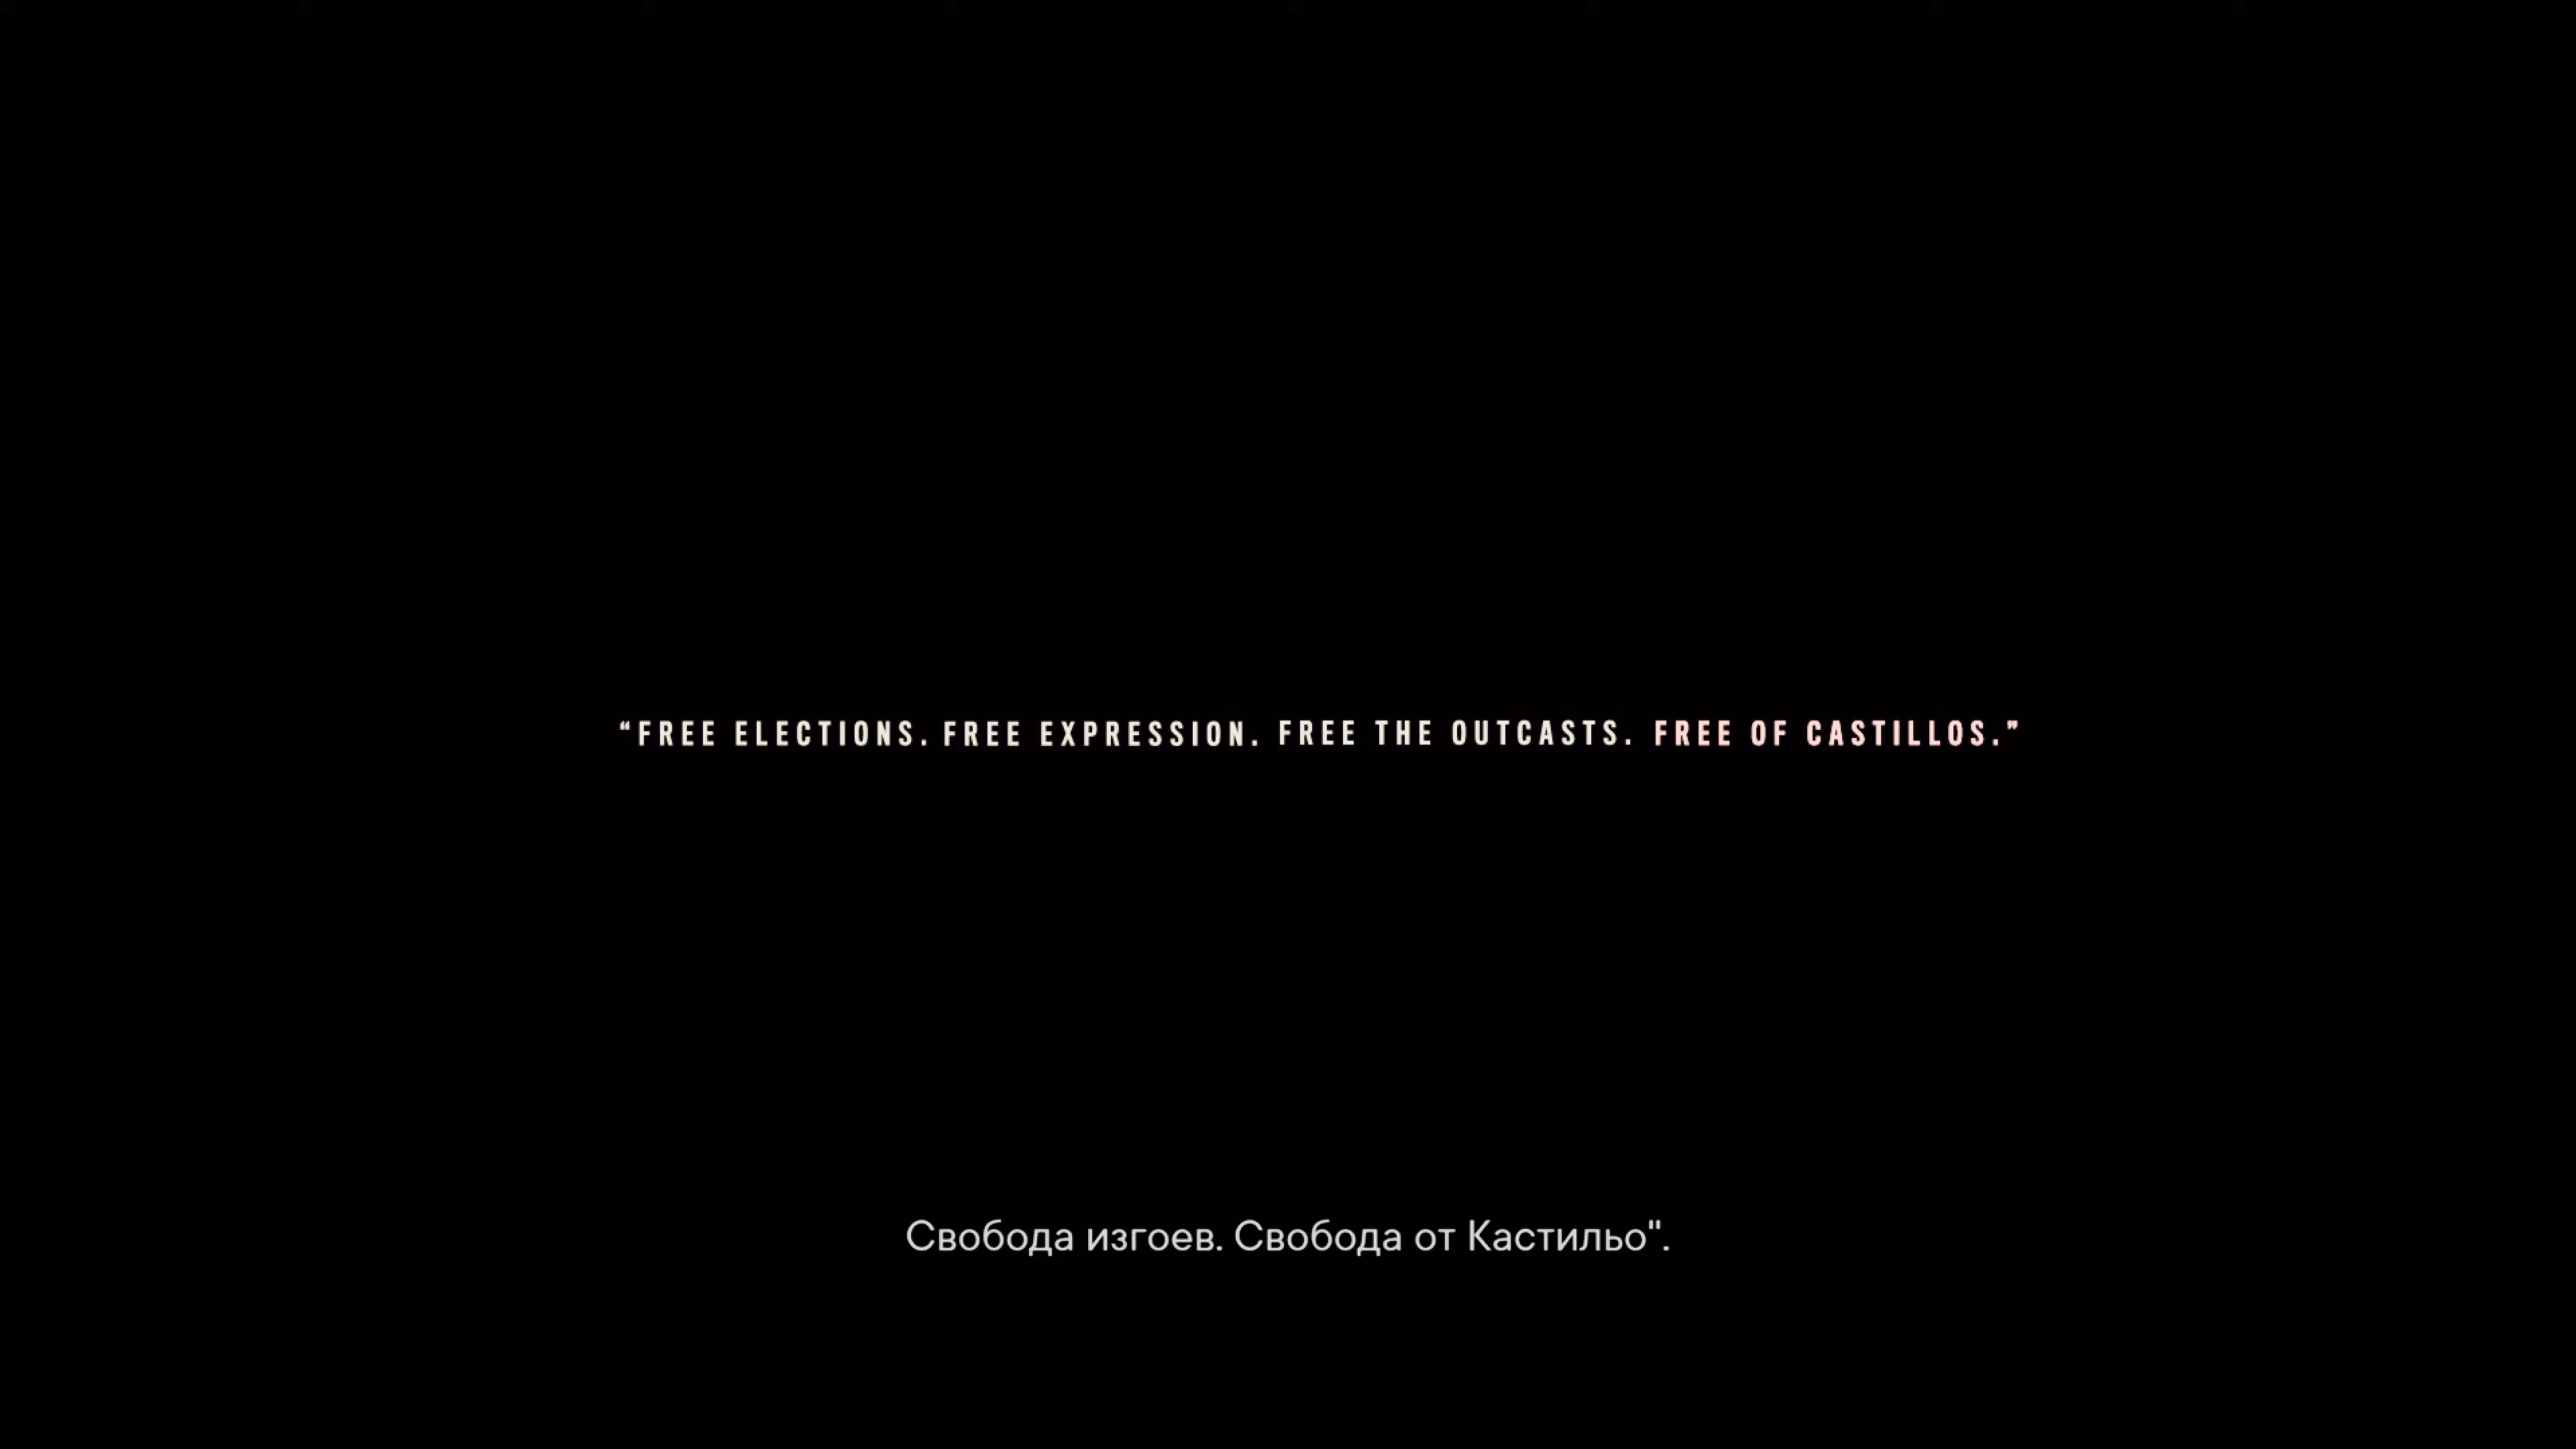 “FREE ELECTIONS. FREE EXPRESSION. FREE THE OUTCASTS. FREE OF CASTILLOS.”
Свобода изгоев. Свобода от Кастильо".